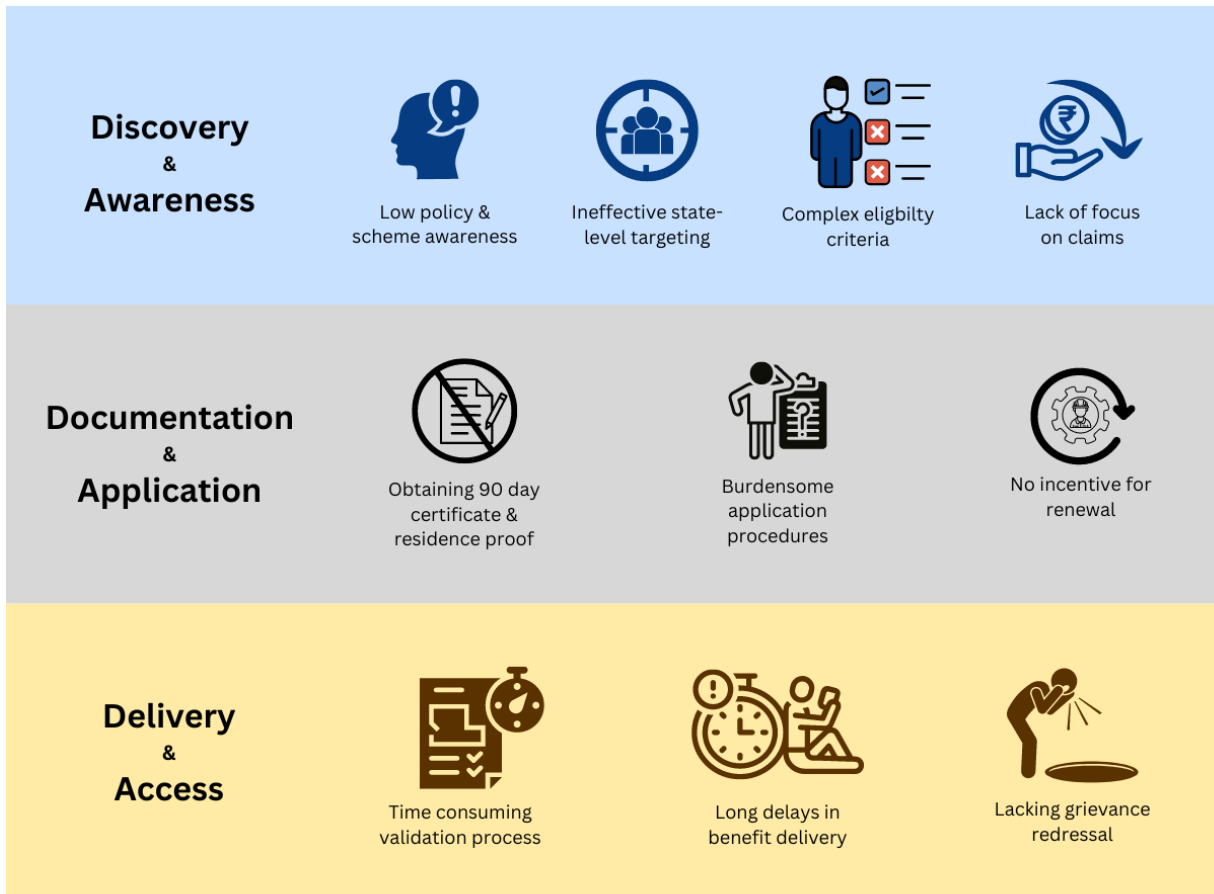 Discovery
&
Awareness
Low policy &
scheme awareness
Ineffective state-
level targeting
Complex eligbilty
criteria
Lack of focus
on claims
Documentation
&
Application
Obtaining 90 day
certificate &
residence proof
Burdensome
application
procedures
No incentive for
renewal
Delivery
&
Access
Time consuming
validation process
Long delays in
benefit delivery
Lacking grievance
redressal